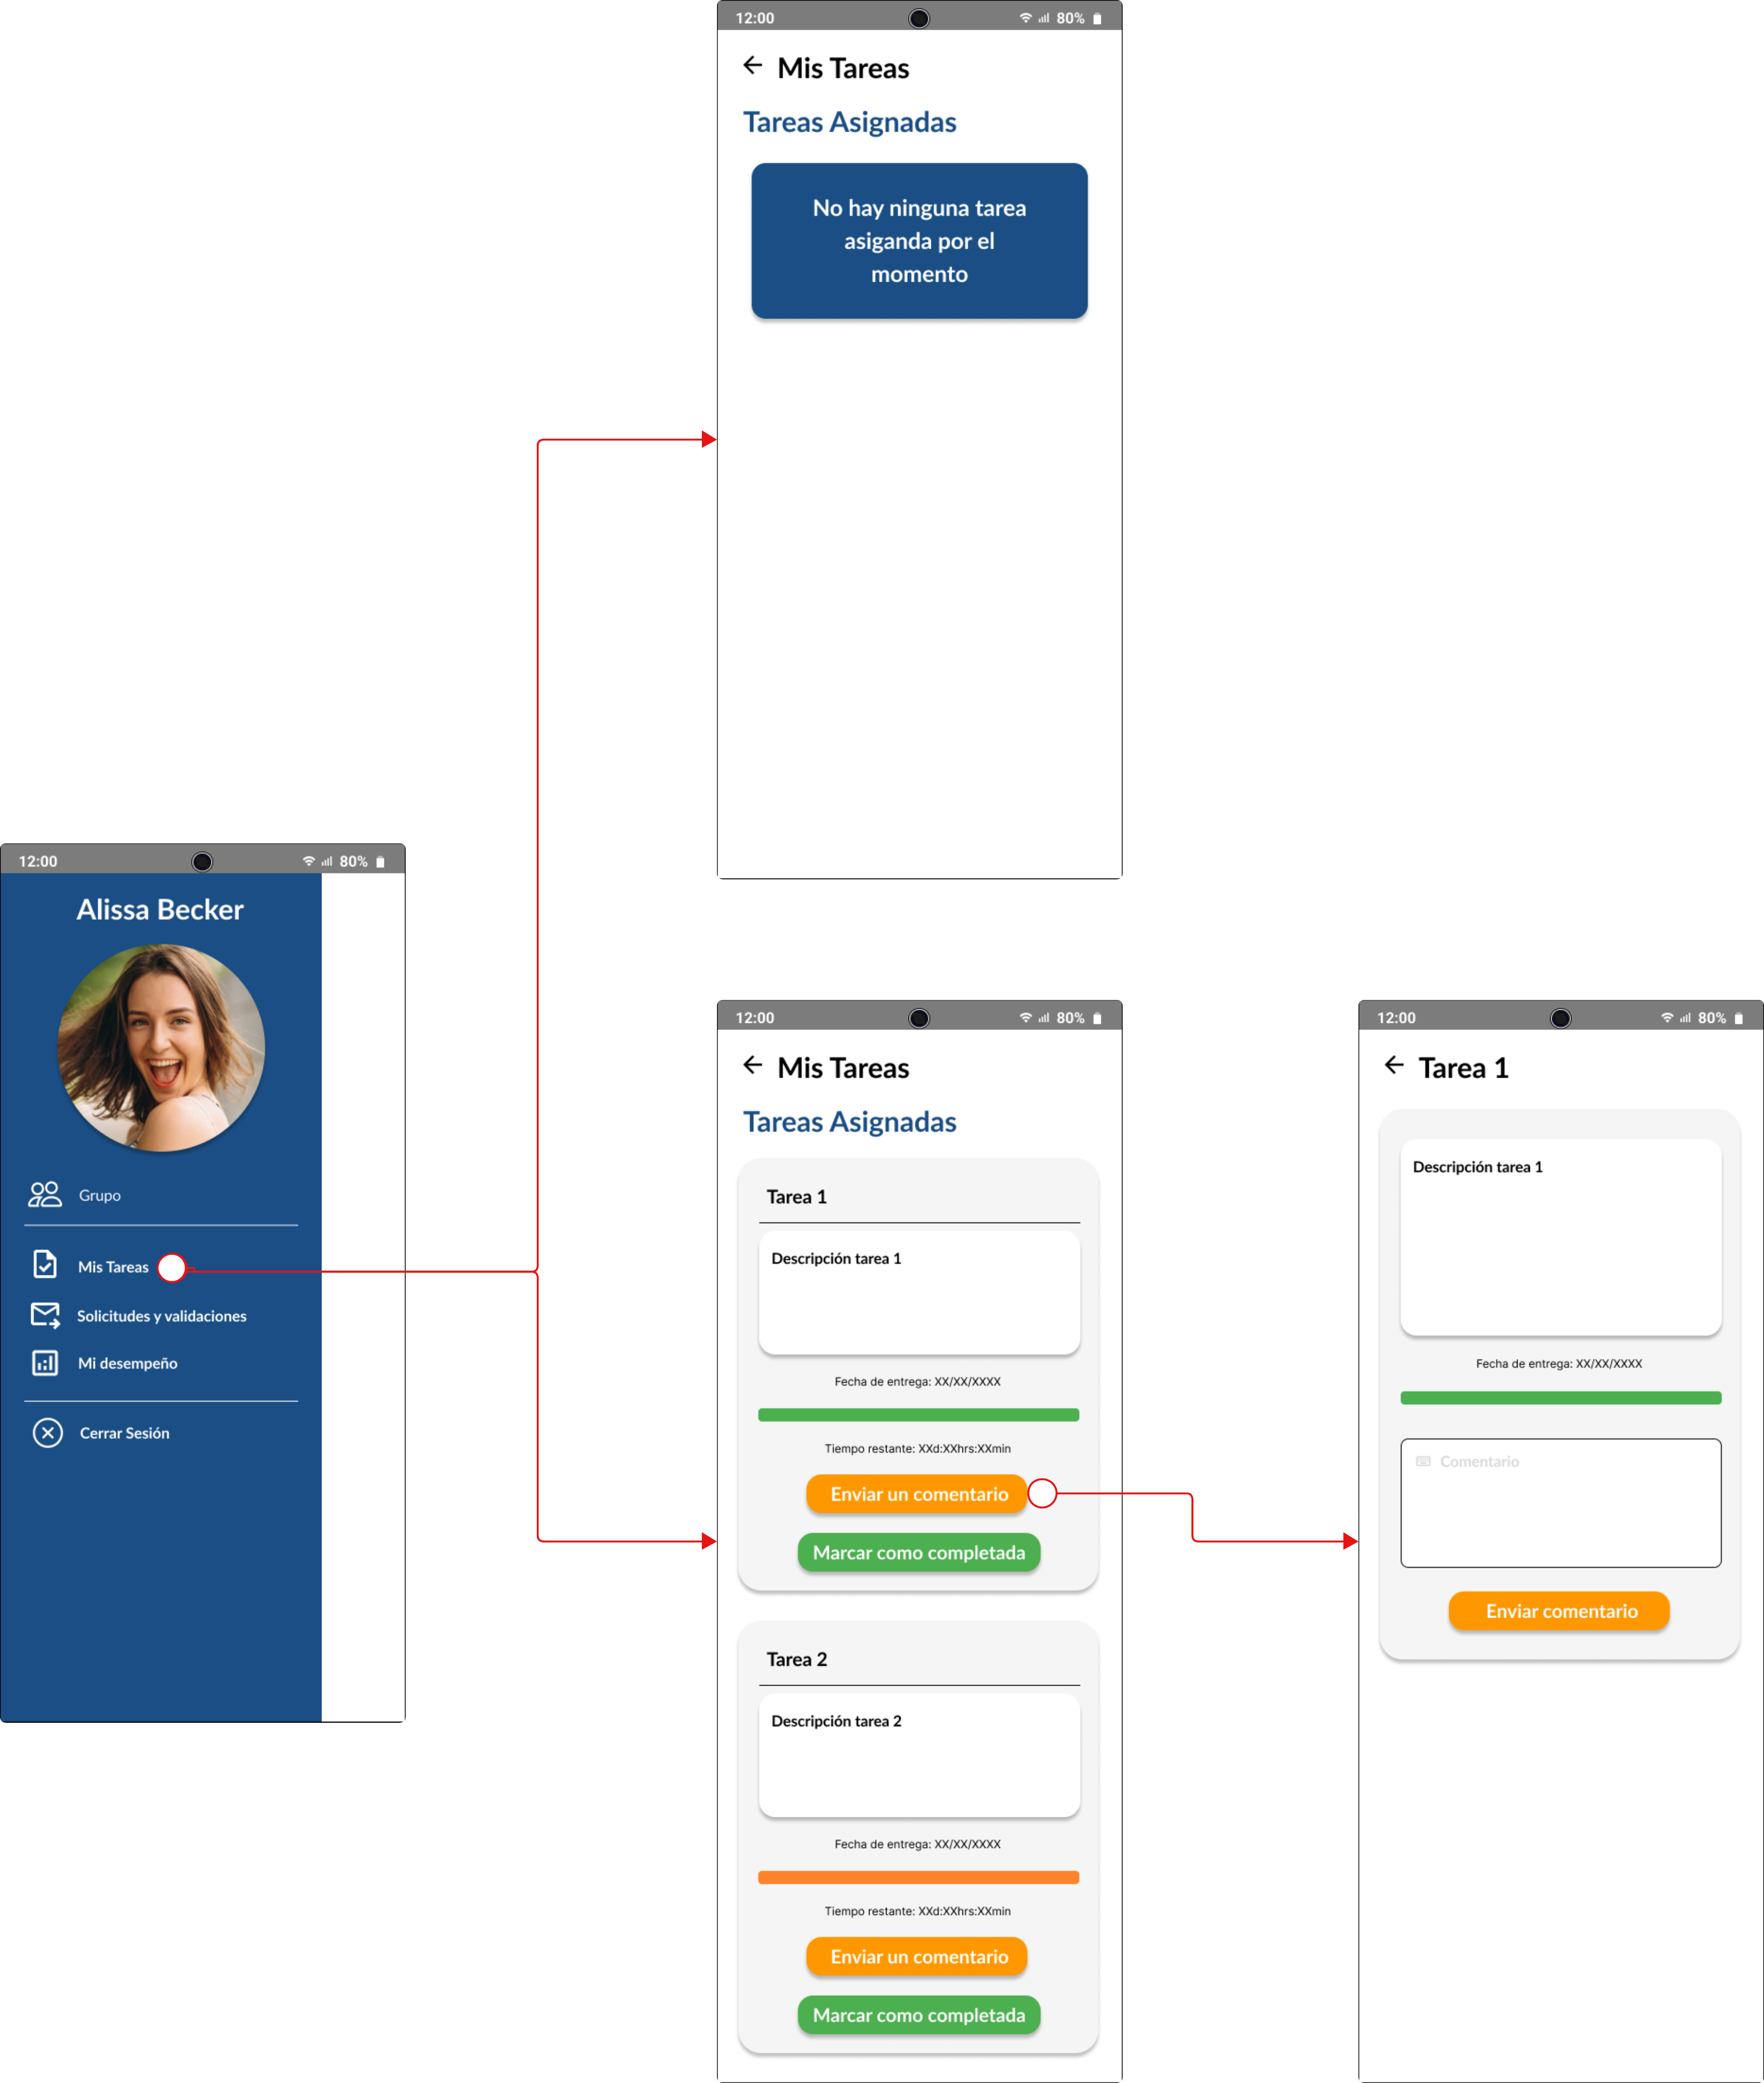 12:00
80%
Mis Tareas
Tareas Asignadas
No hay ninguna tarea
asiganda por el
momento
12:00
80%
Alissa Becker
Grupo
Mis Tareas
Solicitudes y validaciones
Mi desempeño
Cerrar Sesión
12:00
80%
Mis Tareas
Tareas Asignadas
Tarea 1
Descripción tarea 1
Fecha de entrega: XX/XX/XXXX
Tiempo restante: XXd:XXhrs:XXmin
Enviar un comentario
Marcar como completada
Tarea 2
Descripción tarea 2
Fecha de entrega: XX/XX/XXXX
Tiempo restante: XXd:XXhrs:XXmin
Enviar un comentario
Marcar como completada
12:00
80%
Tarea 1
Descripción tarea 1
Fecha de entrega: XX/XX/XXXX
Comentario
Enviar comentario